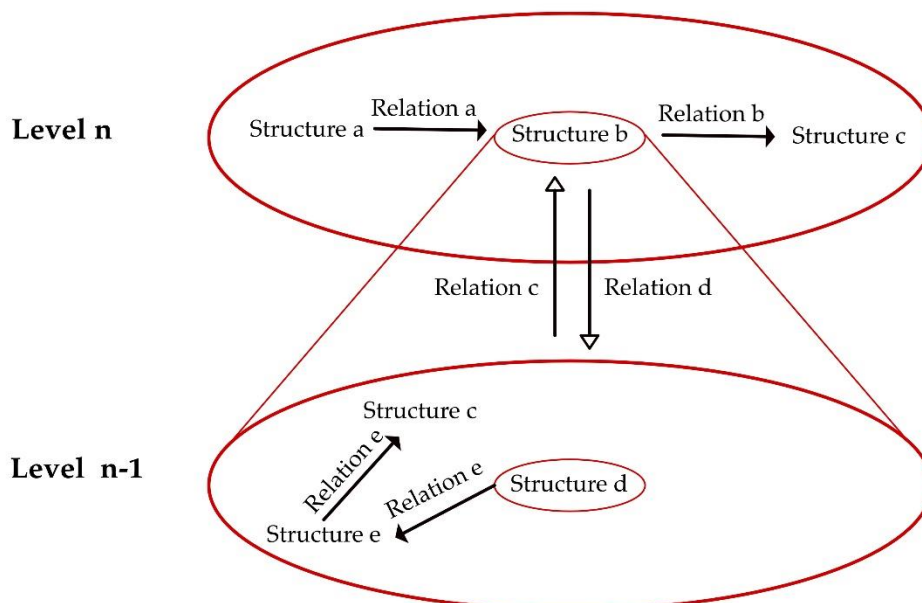 Level n
Structure a
Relation a
Structure b
Relation b
Structure c
Relation c
Relation d
Level n-1
Structure c
Relation e
Structure e
Relation e
Structure d